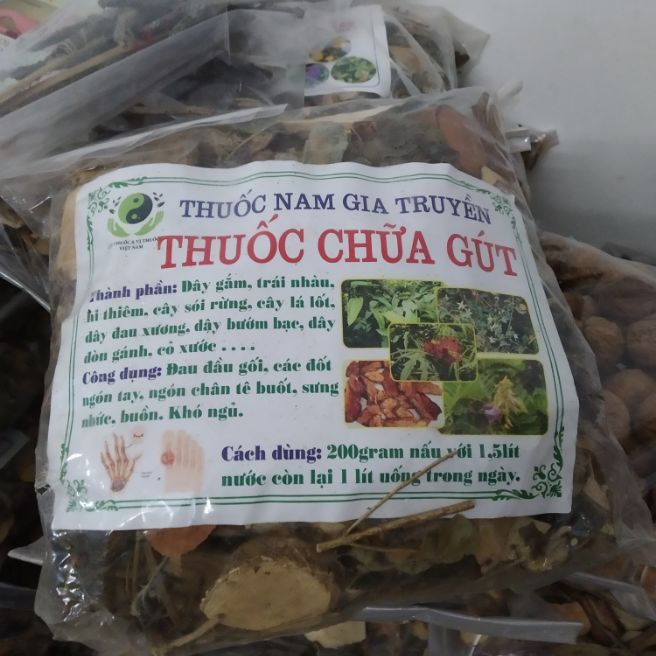 THUỐC NAM GIA TRUYỀN
THUỐC CHỮA GÚT
VIỆT NAM
Thành phần: Dây gắm, trái nhàu,
hi thiêm, cây sói rừng, cây lá lốt,
dây đau xương, dây bướm bạc, dây
đòn gánh, cỏ xước . . . .
Công dụng: Đau đầu gối, các đốt
ngón tay, ngón chân tê buốt, sưng
nhức, buồn. Khó ngủ.
Cách dùng: 200gram nấu với 1.5lít
nước còn lại 1 lít uống trong ngày.